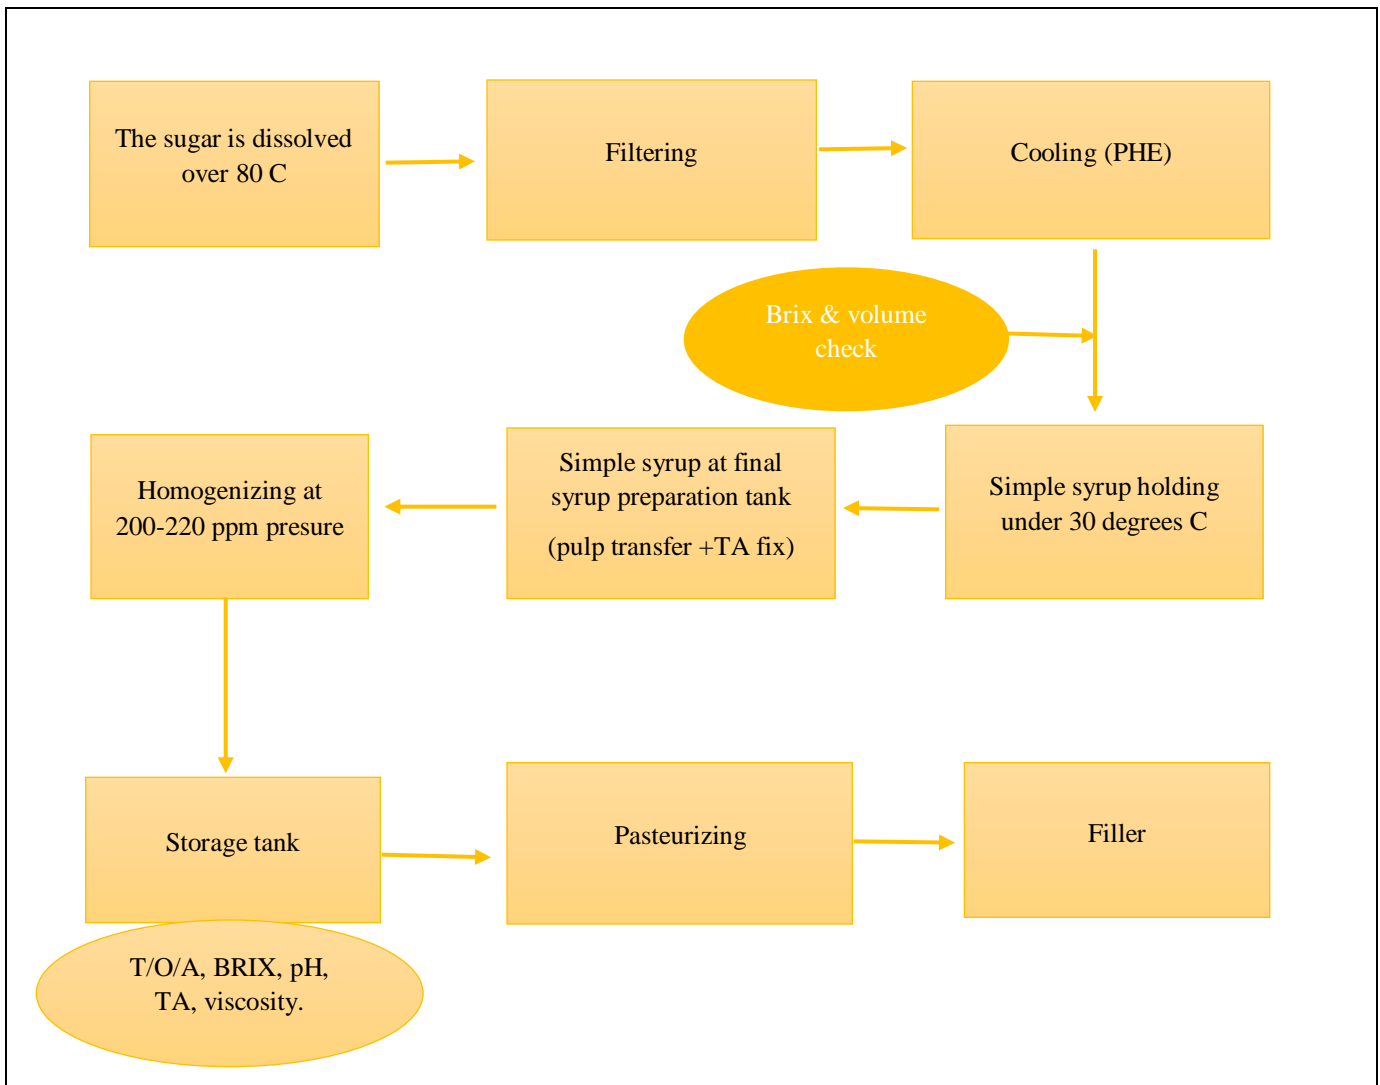 The sugar is dissolved
over 80 C
Filtering
Cooling (PHE)
Brix & volume
check
Simple syrup holding
under 30 degrees C
Simple syrup at final
syrup preparation tank
(pulp transfer +TA fix)
Homogenizing at
200-220 ppm presure
Storage tank
T/O/A, BRIX, pH,
TA, viscosity.
Pasteurizing
Filler